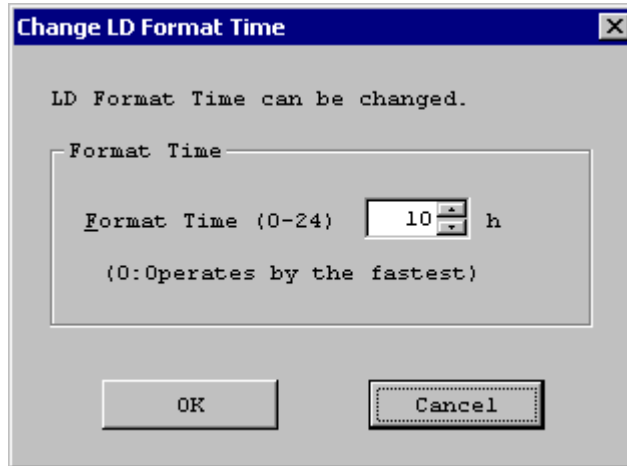 Change LD Format Time
LD Format Time can be changed.
Format Time
Format Time (0-24) 10 h
(0:Operates by the fastest)
OK Cancel